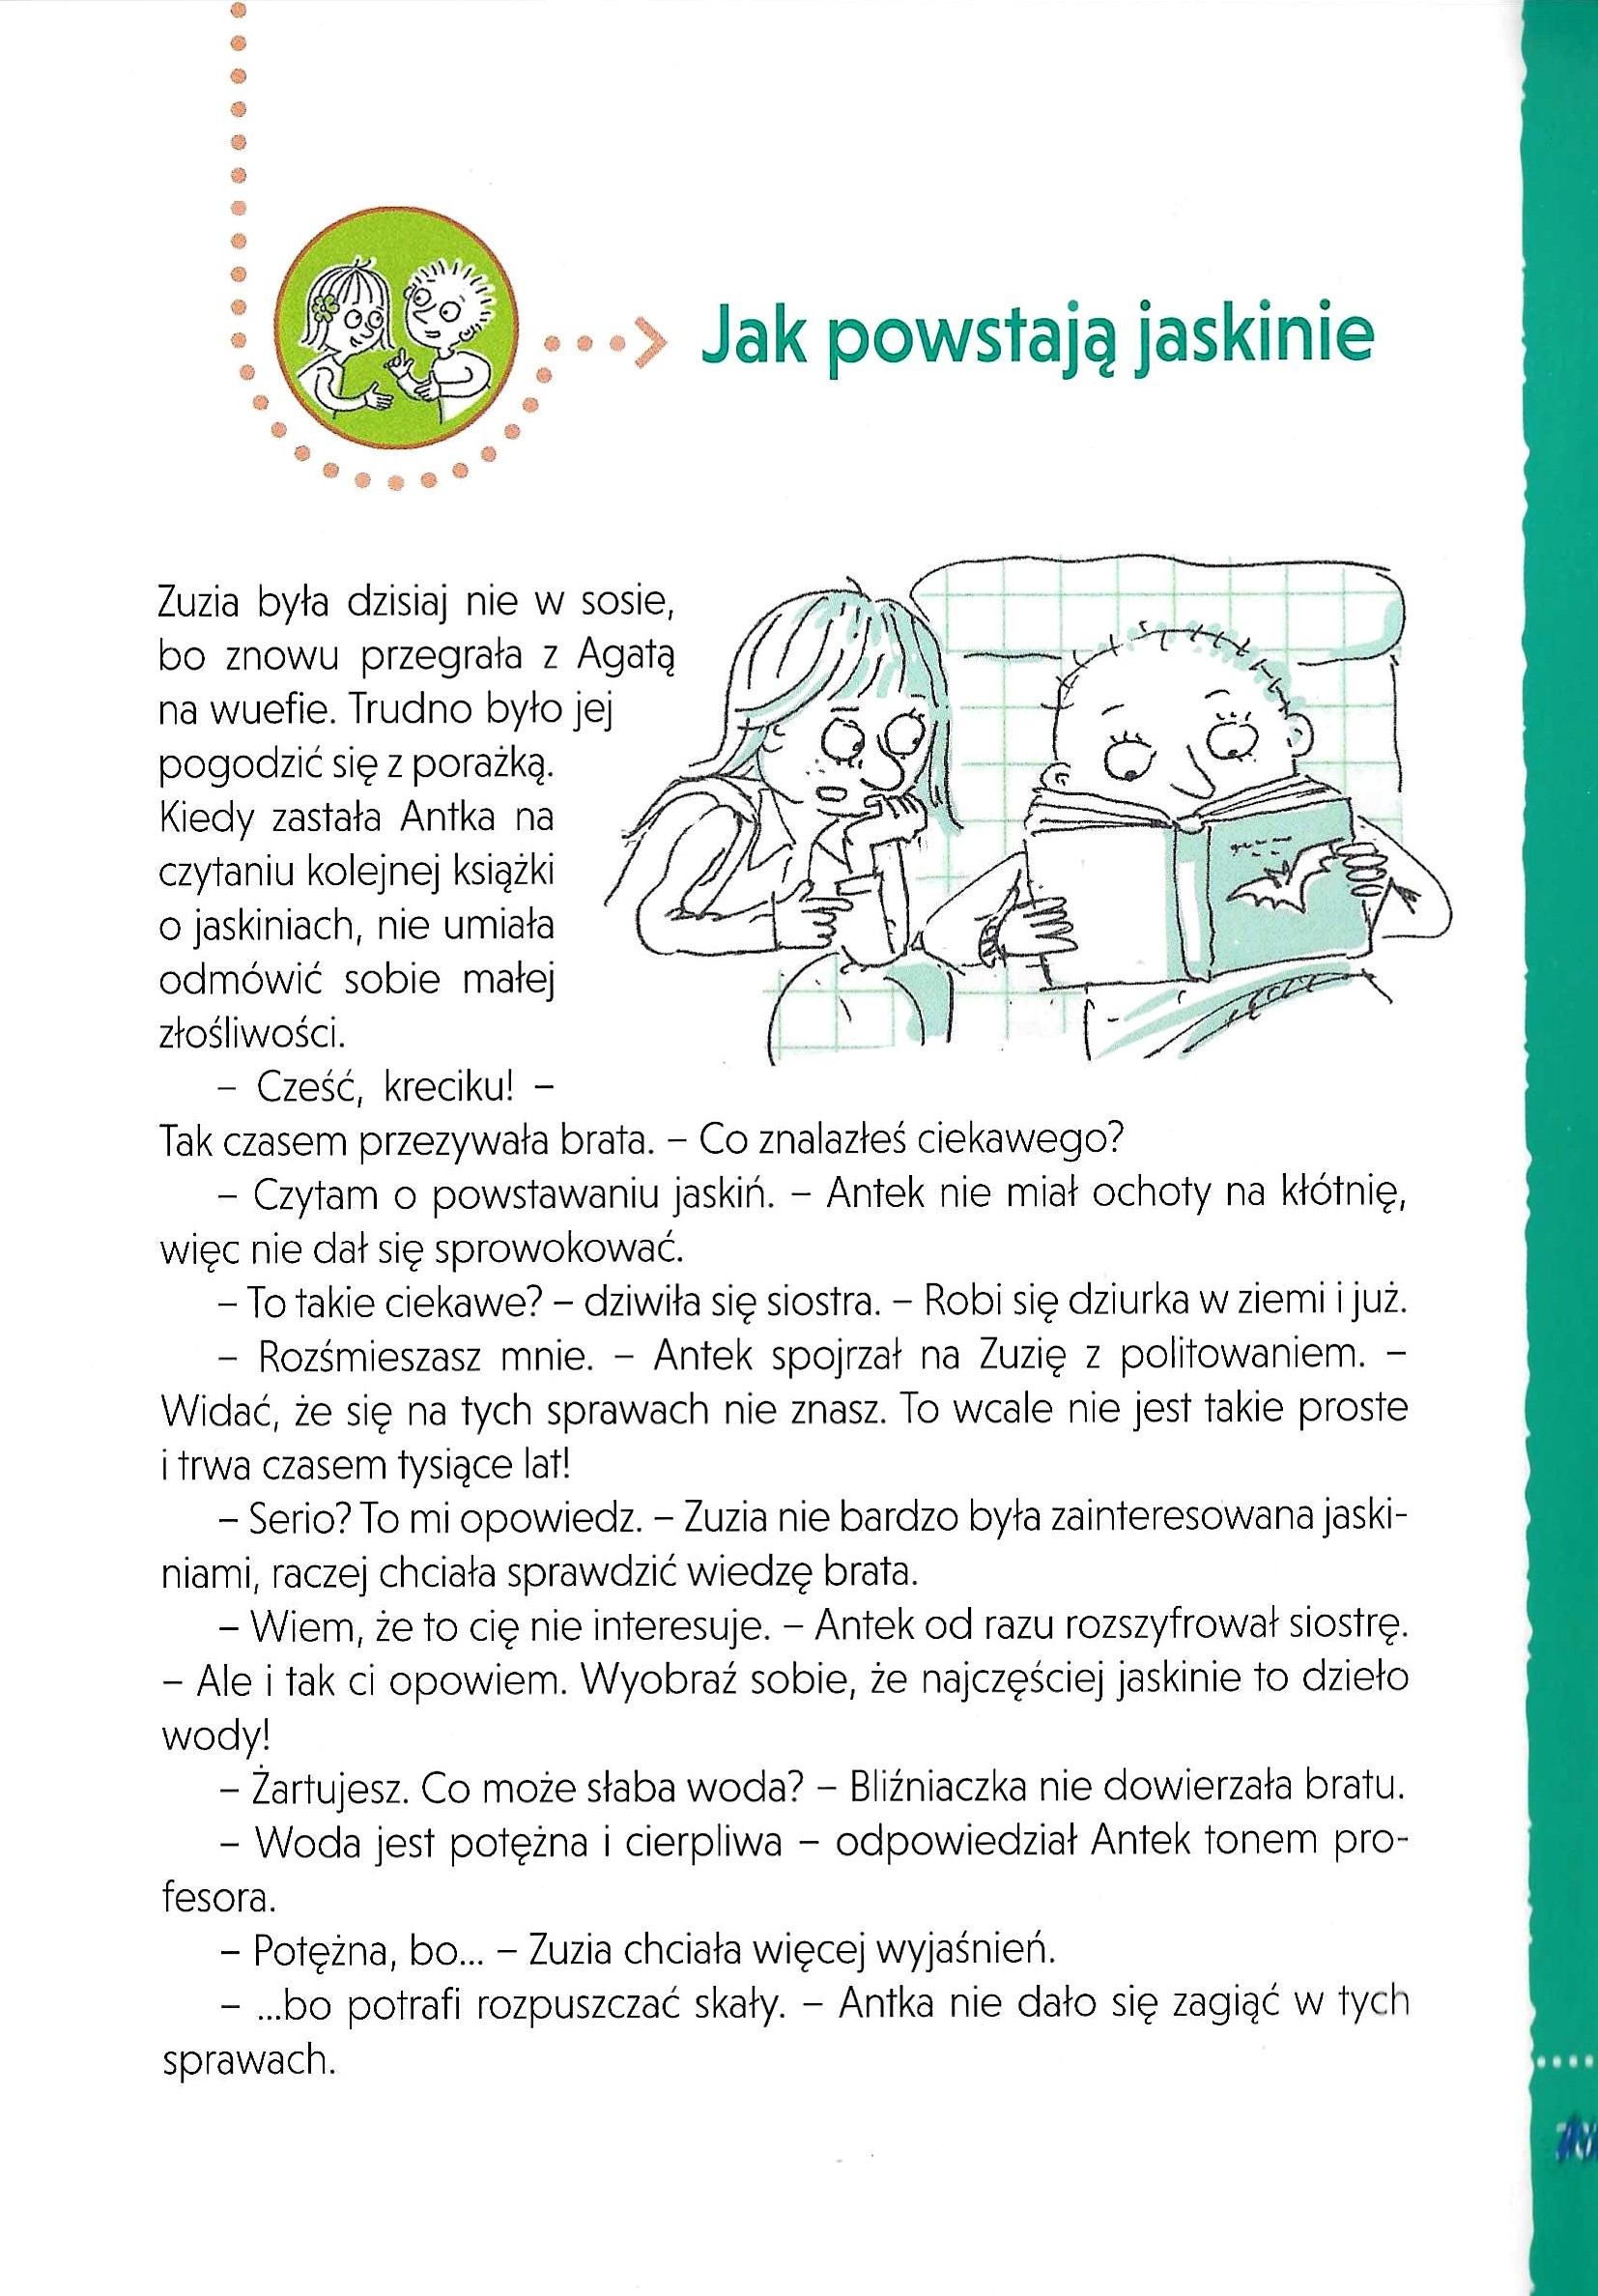 Jak powstają jaskinie
Zuzia była dzisiaj nie w sosie,
bo znowu przegrała z Agatą
na wuefie. Trudno było jej
pogodzić się z porażką.
Kiedy zastała Antka na
czytaniu kolejnej książki
o jaskiniach, nie umiała
odmówić sobie małej
złośliwości.
– Cześć, kreciku! –
Tak czasem przezywała brata. – Co znalazłeś ciekawego?
– Czytam o powstawaniu jaskiń. – Antek nie miał ochoty na kłótnię,
więc nie dał się sprowokować.
– To takie ciekawe? – dziwiła się siostra. – Robi się dziurka w ziemi i już.
– Rozśmieszasz mnie. – Antek spojrzał na Zuzię z politowaniem. –
Widać, że się na tych sprawach nie znasz. To wcale nie jest takie proste
i trwa czasem tysiące lat!
– Serio? To mi opowiedz. – Zuzia nie bardzo była zainteresowana jaski-
niami, raczej chciała sprawdzić wiedzę brata.
– Wiem, że to cię nie interesuje. – Antek od razu rozszyfrował siostrę.
– Ale i tak ci opowiem. Wyobraź sobie, że najczęściej jaskinie to dzieło
wody!
– Żartujesz. Co może słaba woda? – Bliźniaczka nie dowierzała bratu.
– Woda jest potężna i cierpliwa – odpowiedział Antek tonem pro-
fesora.
– Potężna, bo... – Zuzia chciała więcej wyjaśnień.
– ...bo potrafi rozpuszczać skały. – Antka nie dało się zagiąć w tych
sprawach.